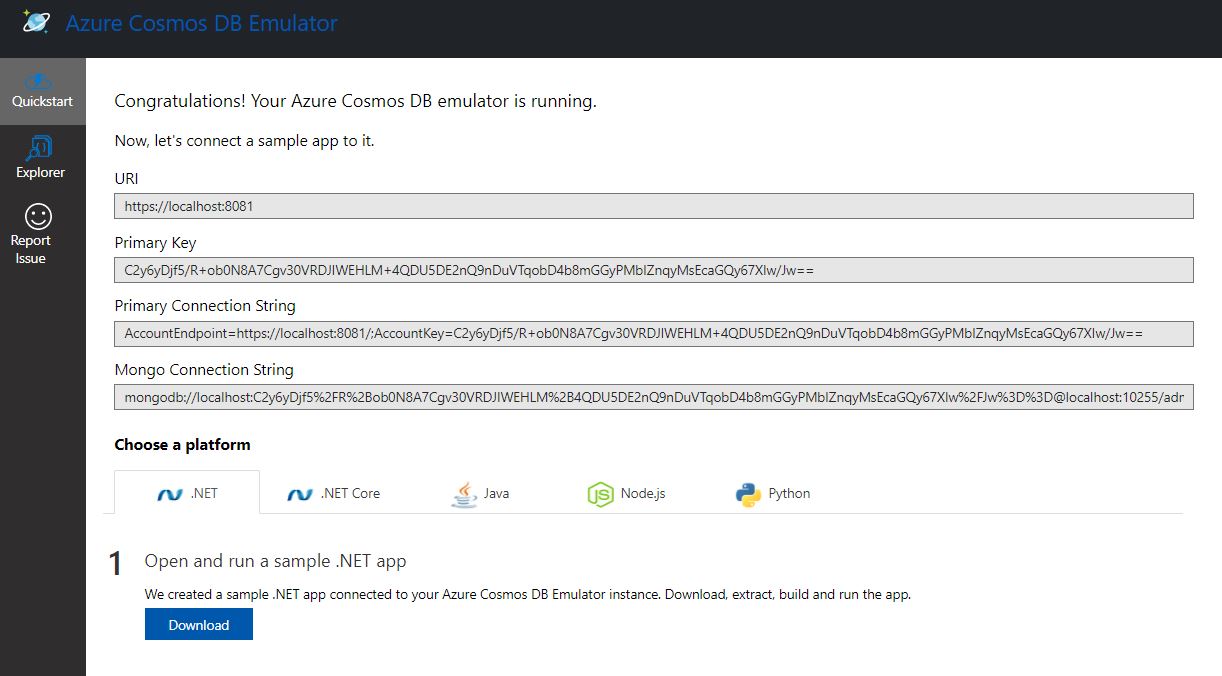 Azure Cosmos DB Emulator
Quickstart
Explorer
Report
Issue
Congratulations! Your Azure Cosmos DB emulator is running.
Now, let's connect a sample app to it.
URI
https://localhost:8081
Primary Key
C2y6yDjf5/R+ob0N8A7Cgv30VRDJIWEHLM+4QDU5DE2nQ9nDuVTqobD4b8mGGyPMbIZnqyMsEcaGQy67XIw/Jw==
Primary Connection String
AccountEndpoint=https://localhost:8081/;AccountKey=C2y6yDjf5/R+ob0N8A7Cgv30VRDJIWEHLM+4QDU5DE2nQ9nDuVTqobD4b8mGGyPMbIZnqyMsEcaGQy67XIw/Jw==
Mongo Connection String
mongodb://localhost:C2y6yDjf5%2FR%2Bob0N8A7Cgv30VRDJIWEHLM%2B4QDU5DE2nQ9nDuVTqobD4b8mGGyPMbIZnqyMsEcaGQy67XIw%2FJw%3D%3D@localhost:10255/adm
Choose a platform
.NET
.NET Core
Java
Node.js
Python
1
Open and run a sample .NET app
We created a sample .NET app connected to your Azure Cosmos DB Emulator instance. Download, extract, build and run the app.
Download